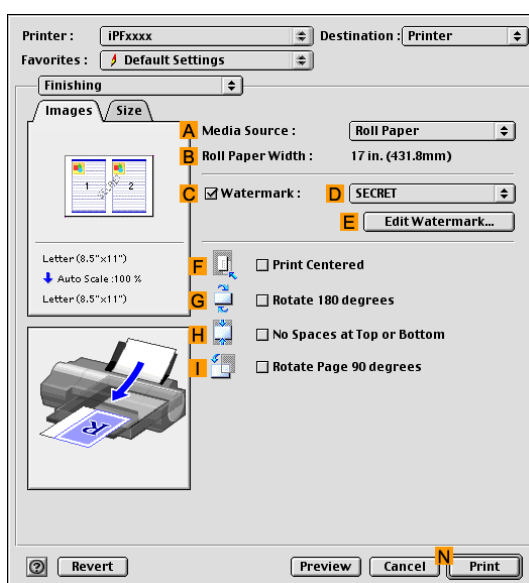 Printer : iPFxxxx Destination : Printer
Favorites : Default Settings
Finishing
Images Size
A Media Source : Roll Paper
B Roll Paper Width : 17 in. (431.8mm)
C Watermark : D SECRET
E Edit Watermark...
1 SECRET 2
Letter (8.5"x11")
Auto Scale :100 %
Letter (8.5"x11")
F Print Centered
G Rotate 180 degrees
H No Spaces at Top or Bottom
I Rotate Page 90 degrees
R
? Revert Preview Cancel N Print